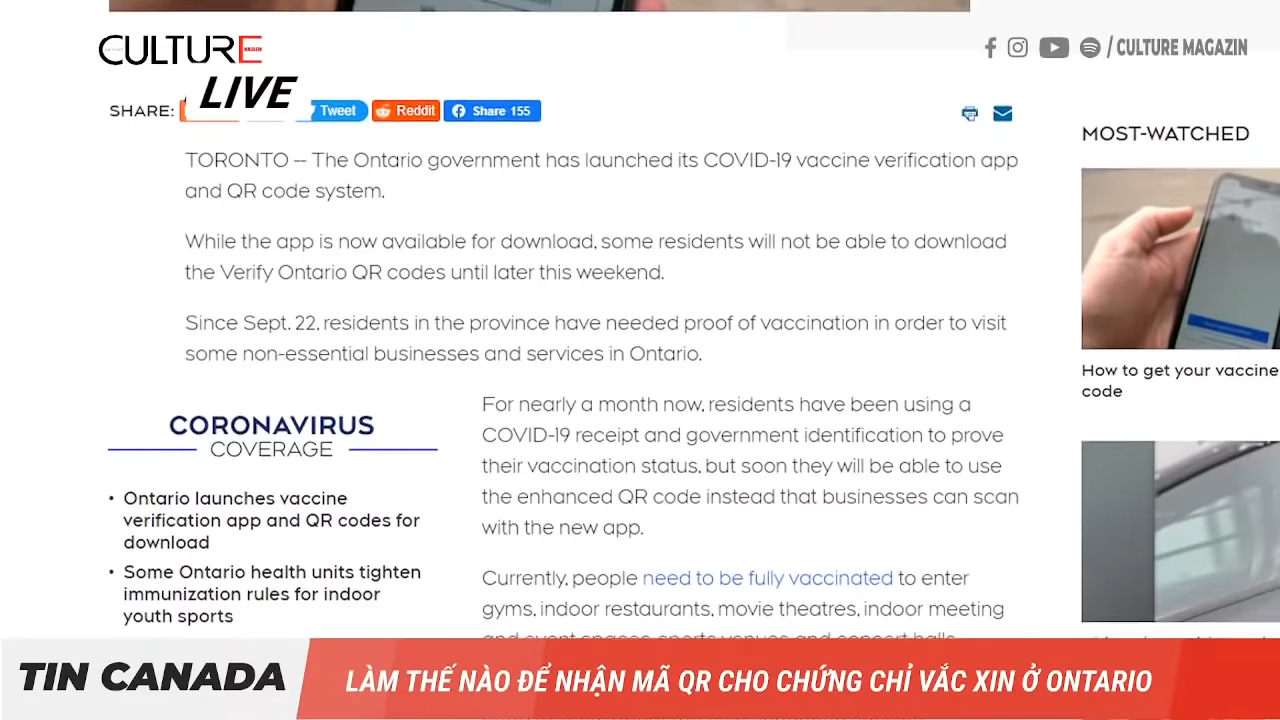 CULTURE
MAGAZIN
LIVE
/ CULTURE MAGAZIN
SHARE:
Tweet
Reddit
Share 155
TORONTO -- The Ontario government has launched its COVID-19 vaccine verification app
and QR code system.
While the app is now available for download, some residents will not be able to download
the Verify Ontario QR codes until later this weekend.
Since Sept. 22, residents in the province have needed proof of vaccination in order to visit
some non-essential businesses and services in Ontario.
For nearly a month now, residents have been using a
COVID-19 receipt and government identification to prove
their vaccination status, but soon they will be able to use
the enhanced QR code instead that businesses can scan
with the new app.
Currently, people need to be fully vaccinated to enter
gyms, indoor restaurants, movie theatres, indoor meeting
and event spaces, sports venues and concert halls
CORONAVIRUS
COVERAGE
• Ontario launches vaccine
verification app and QR codes for
download
• Some Ontario health units tighten
immunization rules for indoor
youth sports
MOST-WATCHED
How to get your vaccine
code
TIN CANADA
LÀM THẾ NÀO ĐỂ NHẬN MÃ QR CHO CHỨNG CHỈ VẮC XIN Ở ONTARIO